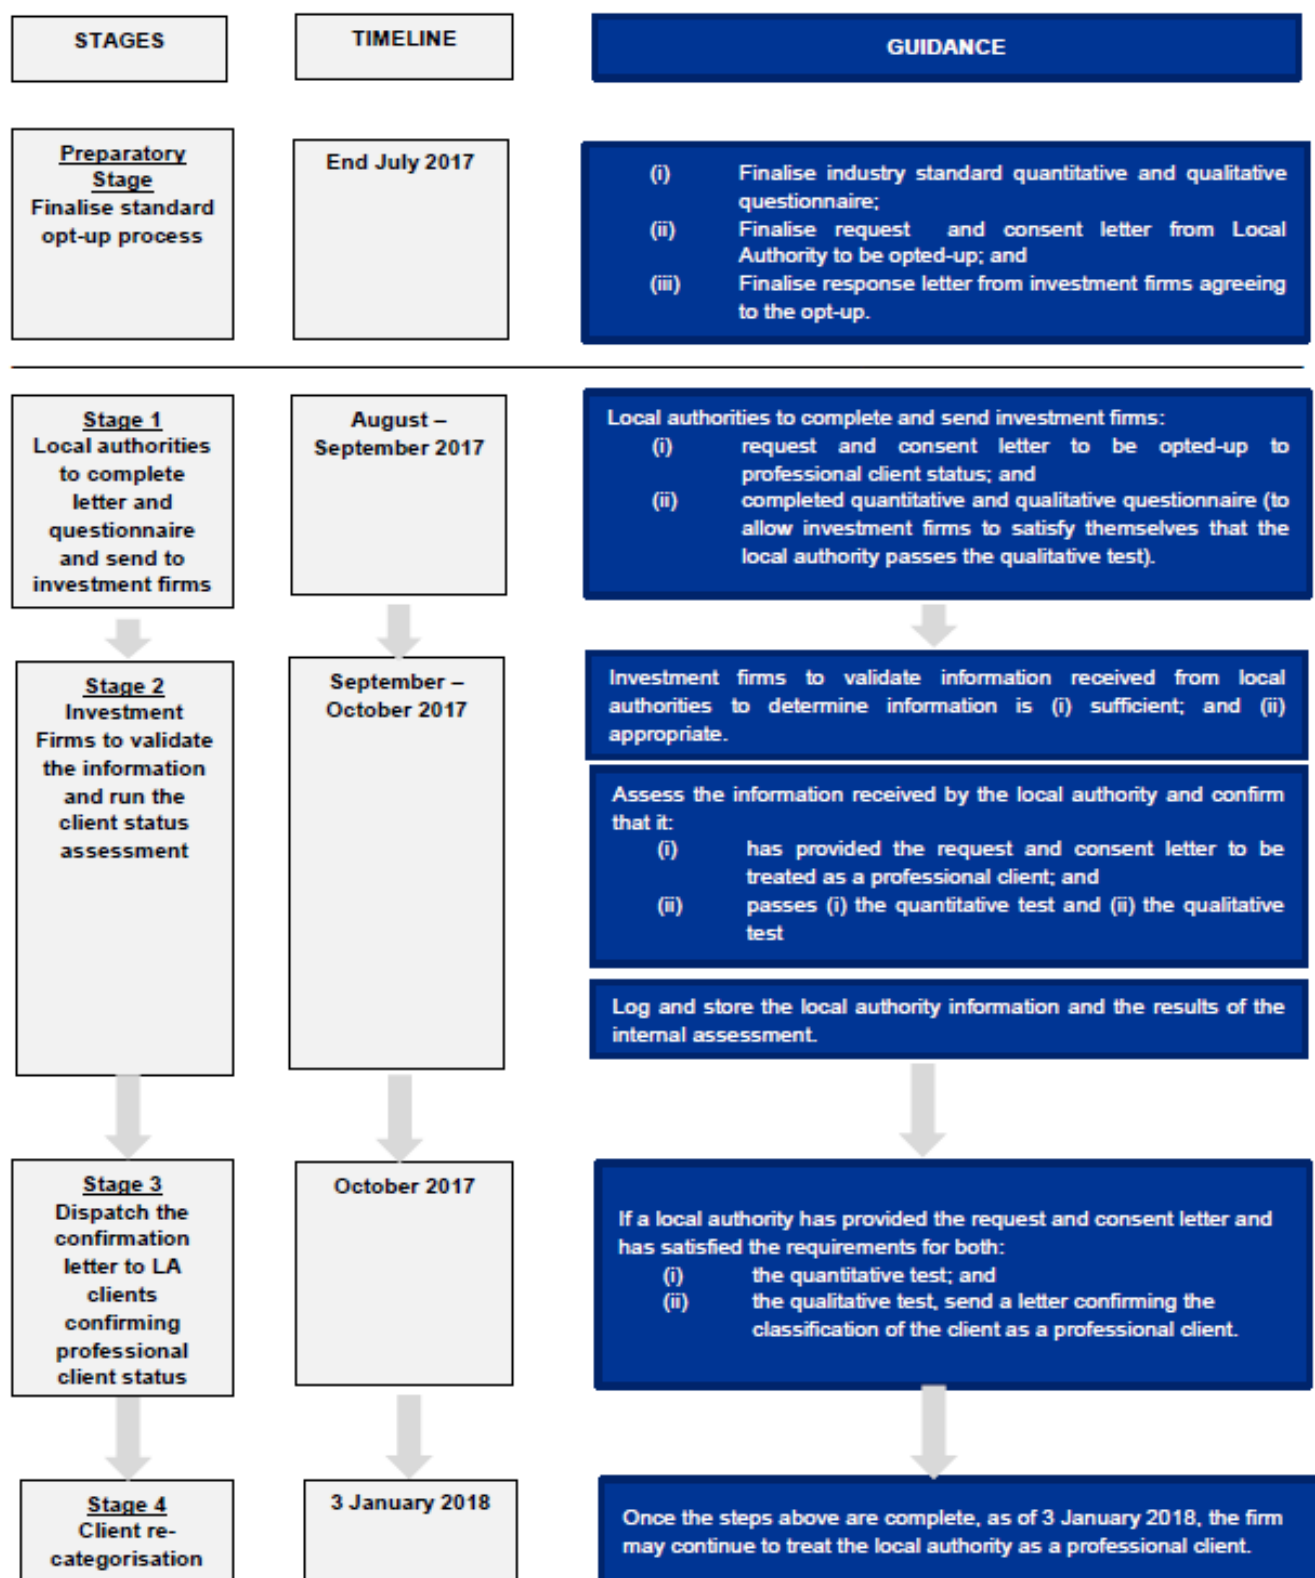 STAGES
TIMELINE
GUIDANCE
Preparatory
Stage
Finalise standard
opt-up process
End July 2017
(i) Finalise industry standard quantitative and qualitative
questionnaire;
(ii) Finalise request and consent letter from Local
Authority to be opted-up; and
(iii) Finalise response letter from investment firms agreeing
to the opt-up.
Stage 1
Local authorities
to complete
letter and
questionnaire
and send to
investment firms
August –
September 2017
Local authorities to complete and send investment firms:
(i) request and consent letter to be opted-up to
professional client status; and
(ii) completed quantitative and qualitative questionnaire (to
allow investment firms to satisfy themselves that the
local authority passes the qualitative test).
Stage 2
Investment
Firms to validate
the information
and run the
client status
assessment
September –
October 2017
Investment firms to validate information received from local
authorities to determine information is (i) sufficient; and (ii)
appropriate.
Assess the information received by the local authority and confirm
that it:
(i) has provided the request and consent letter to be
treated as a professional client; and
(ii) passes (i) the quantitative test and (ii) the qualitative
test
Log and store the local authority information and the results of the
internal assessment.
Stage 3
Dispatch the
confirmation
letter to LA
clients
confirming
professional
client status
October 2017
If a local authority has provided the request and consent letter and
has satisfied the requirements for both:
(i) the quantitative test; and
(ii) the qualitative test, send a letter confirming the
classification of the client as a professional client.
Stage 4
Client re-
categorisation
3 January 2018
Once the steps above are complete, as of 3 January 2018, the firm
may continue to treat the local authority as a professional client.